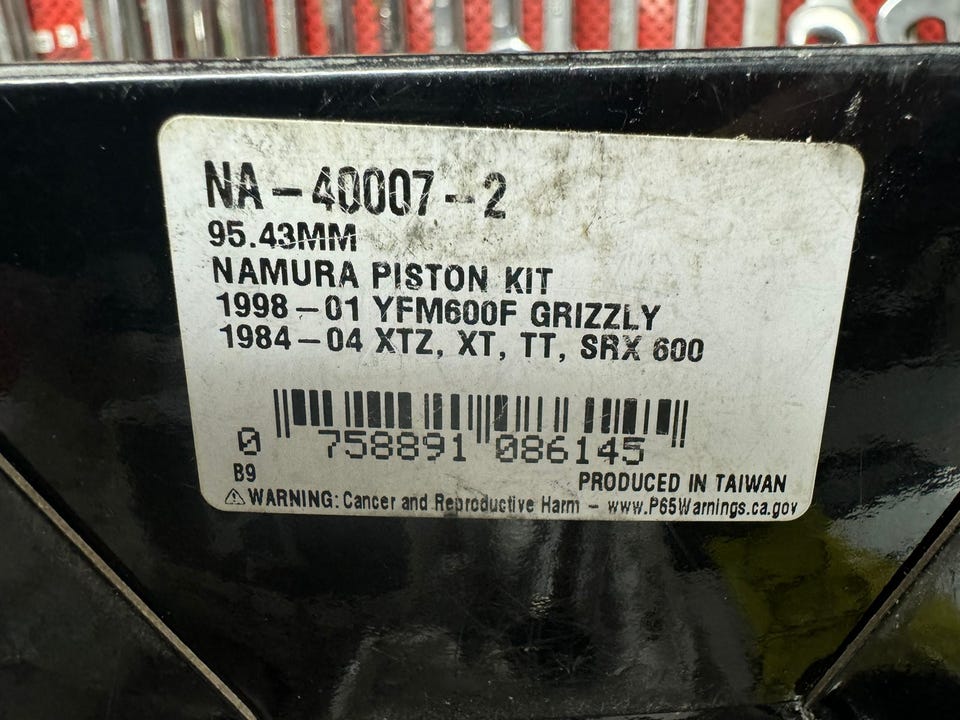 NA-40007-2
95.43MM
NAMURA PISTON KIT
1998-01 YFM600F GRIZZLY
1984-04 XTZ, XT, TT, SRX 600
0 758891 086145
B9
PRODUCED IN TAIWAN
⚠WARNING: Cancer and Reproductive Harm - www.P65Warnings.ca.gov